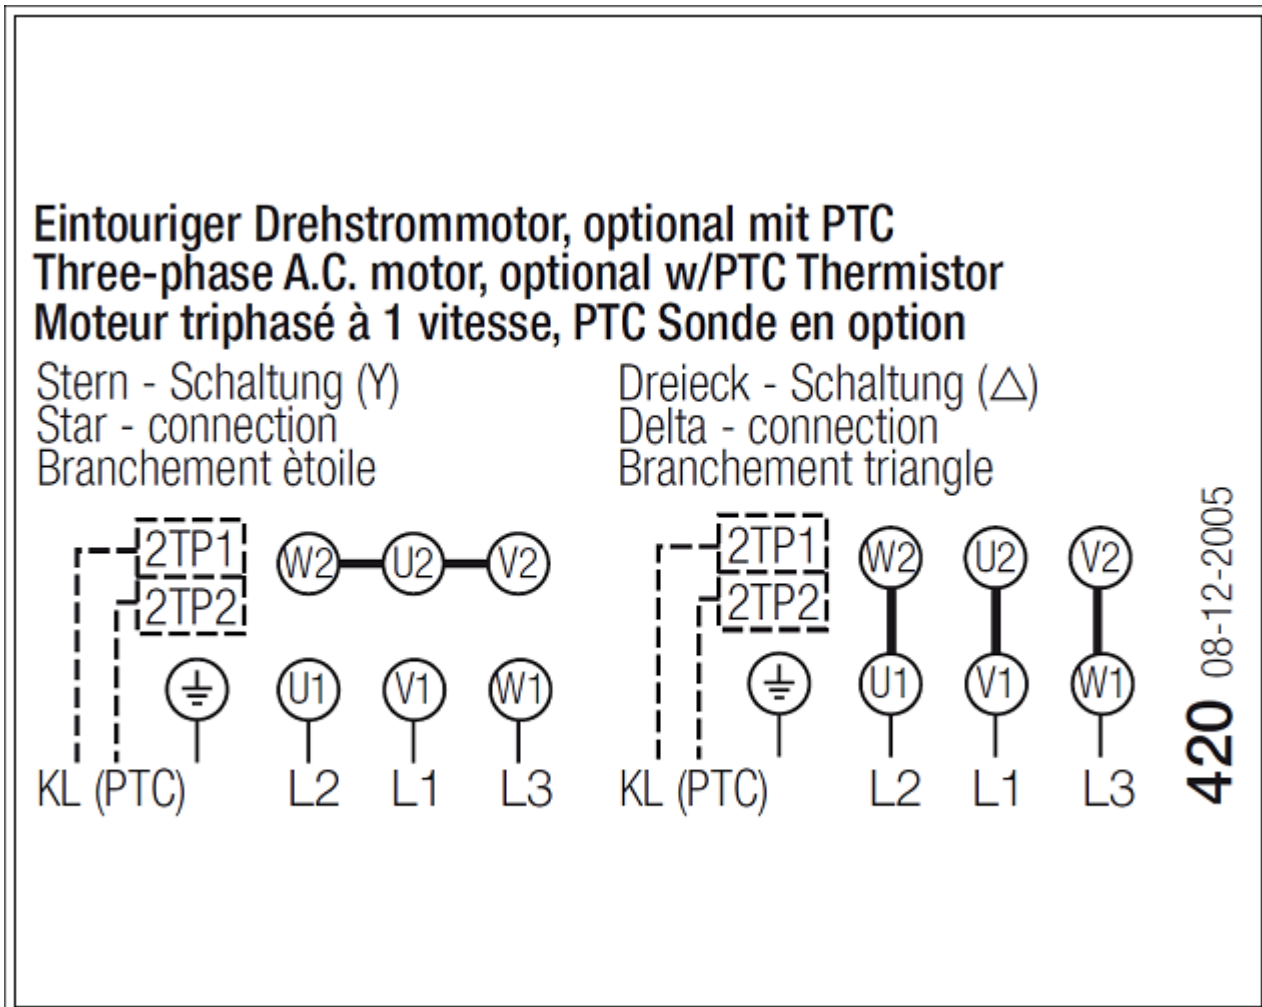 Eintouriger Drehstrommotor, optional mit PTC
Three-phase A.C. motor, optional w/PTC Thermistor
Moteur triphasé à 1 vitesse, PTC Sonde en option
Stern - Schaltung (Y)
Star - connection
Branchement ètoile
2TP1
W2 U2 V2
2TP2
U1 V1 W1
KL (PTC) L2 L1 L3
Dreieck - Schaltung (△)
Delta - connection
Branchement triangle
2TP1
W2 U2 V2
2TP2
U1 V1 W1
KL (PTC) L2 L1 L3
420 08-12-2005